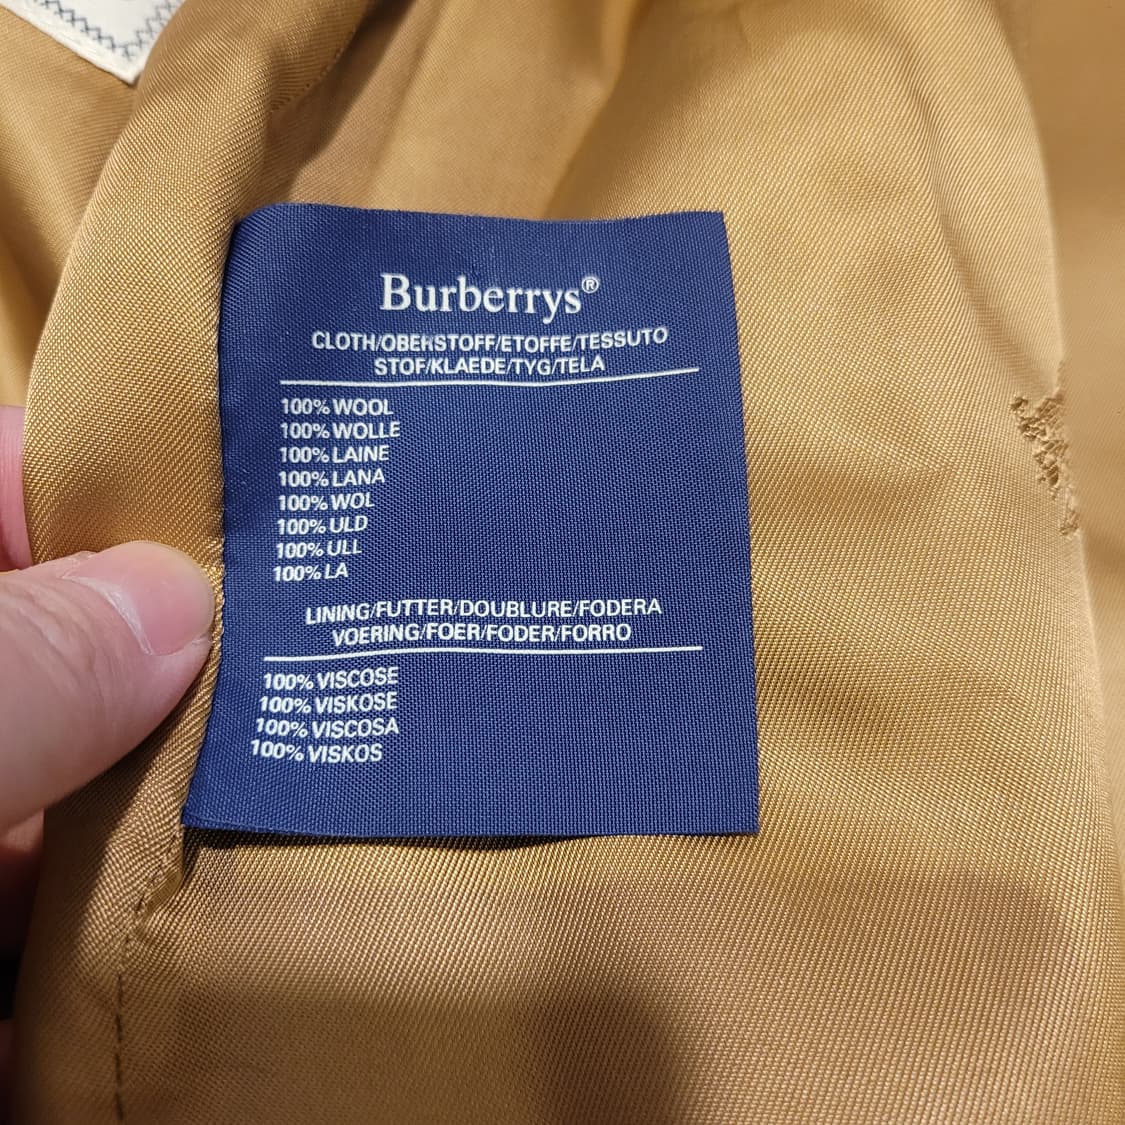 Burberrys®
CLOTH/OBERSTOFF/ETOFFE/TESSUTO
STOF/KLAEDE/TYG/TELA
100% WOOL
100% WOLLE
100% LAINE
100% LANA
100% WOL
100% ULD
100% ULL
100% LA
LINING/FUTTER/DOUBLURE/FODERA
VOERING/FOER/FODER/FORRO
100% VISCOSE
100% VISKOSE
100% VISCOSA
100% VISKOS